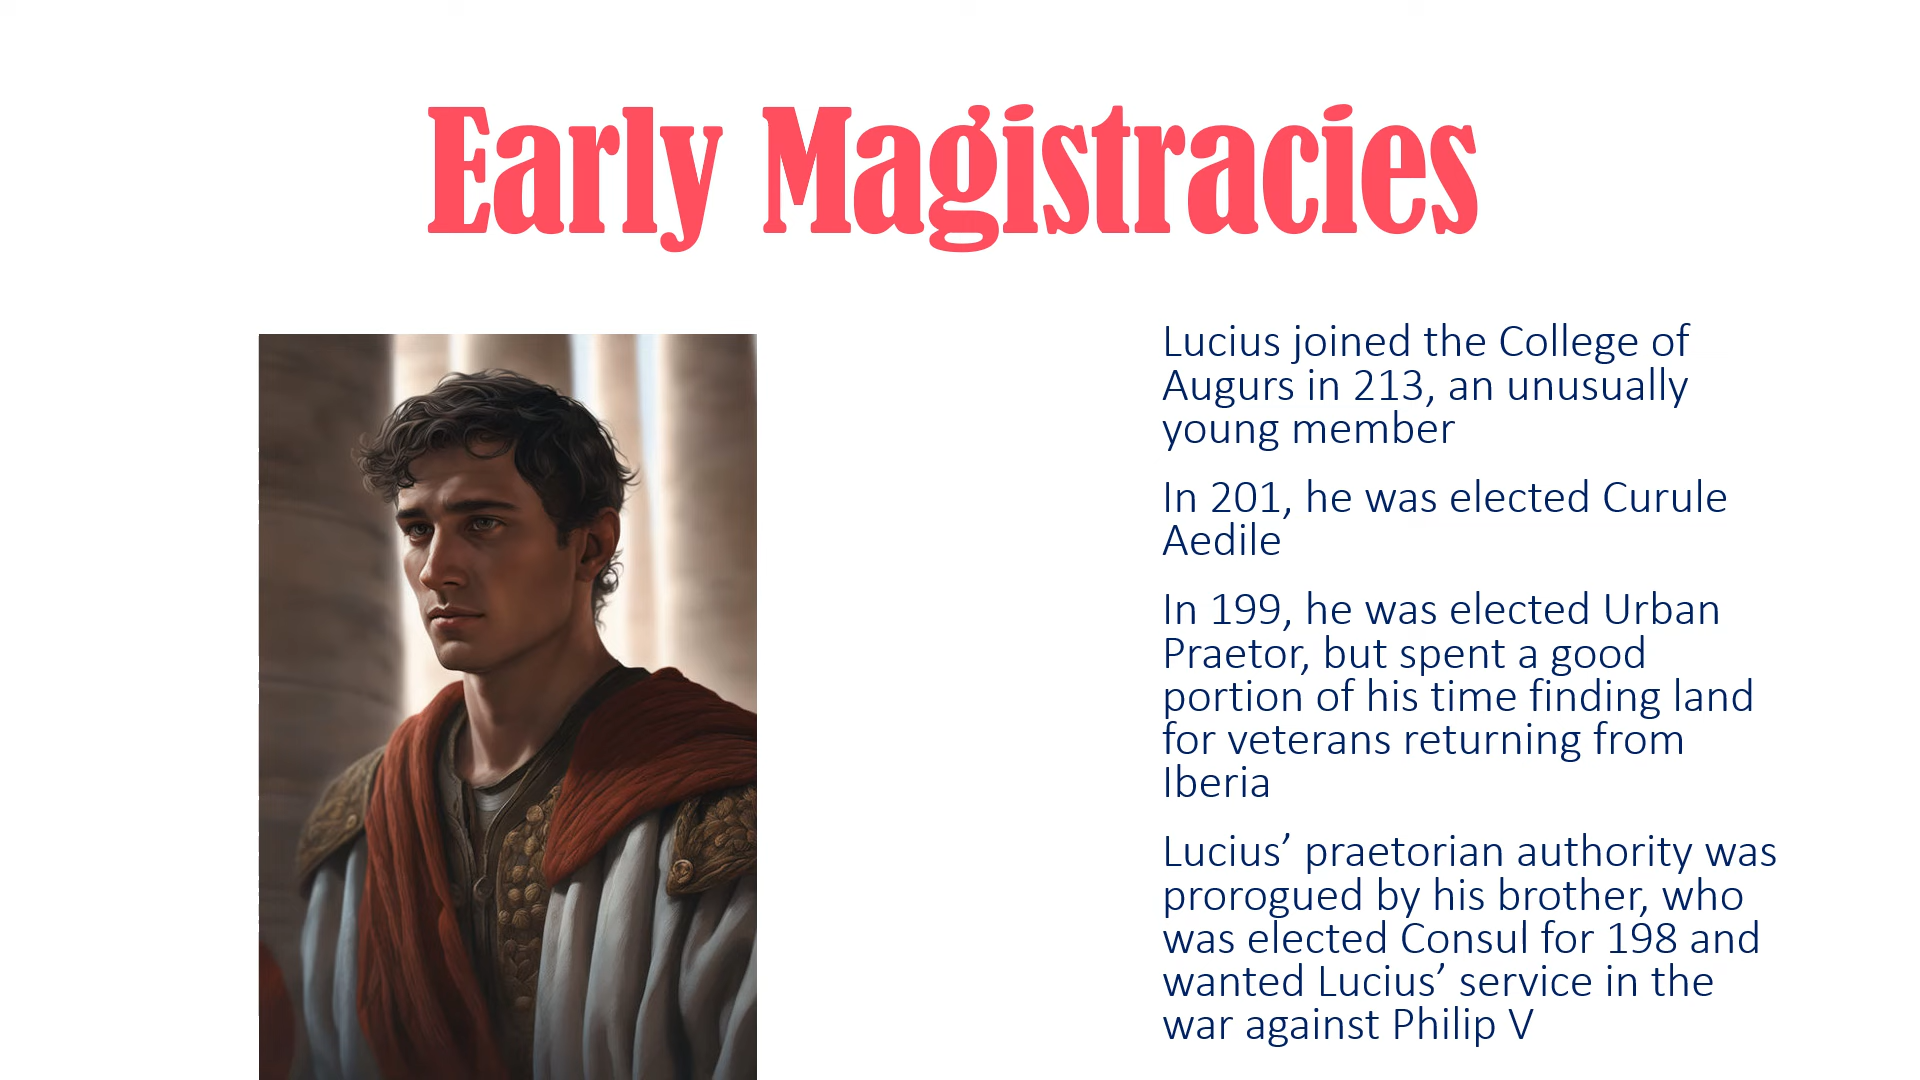 Early Magistracies
Lucius joined the College of
Augurs in 213, an unusually
young member
In 201, he was elected Curule
Aedile
In 199, he was elected Urban
Praetor, but spent a good
portion of his time finding land
for veterans returning from
Iberia
Lucius’ praetorian authority was
prorogued by his brother, who
was elected Consul for 198 and
wanted Lucius’ service in the
war against Philip V